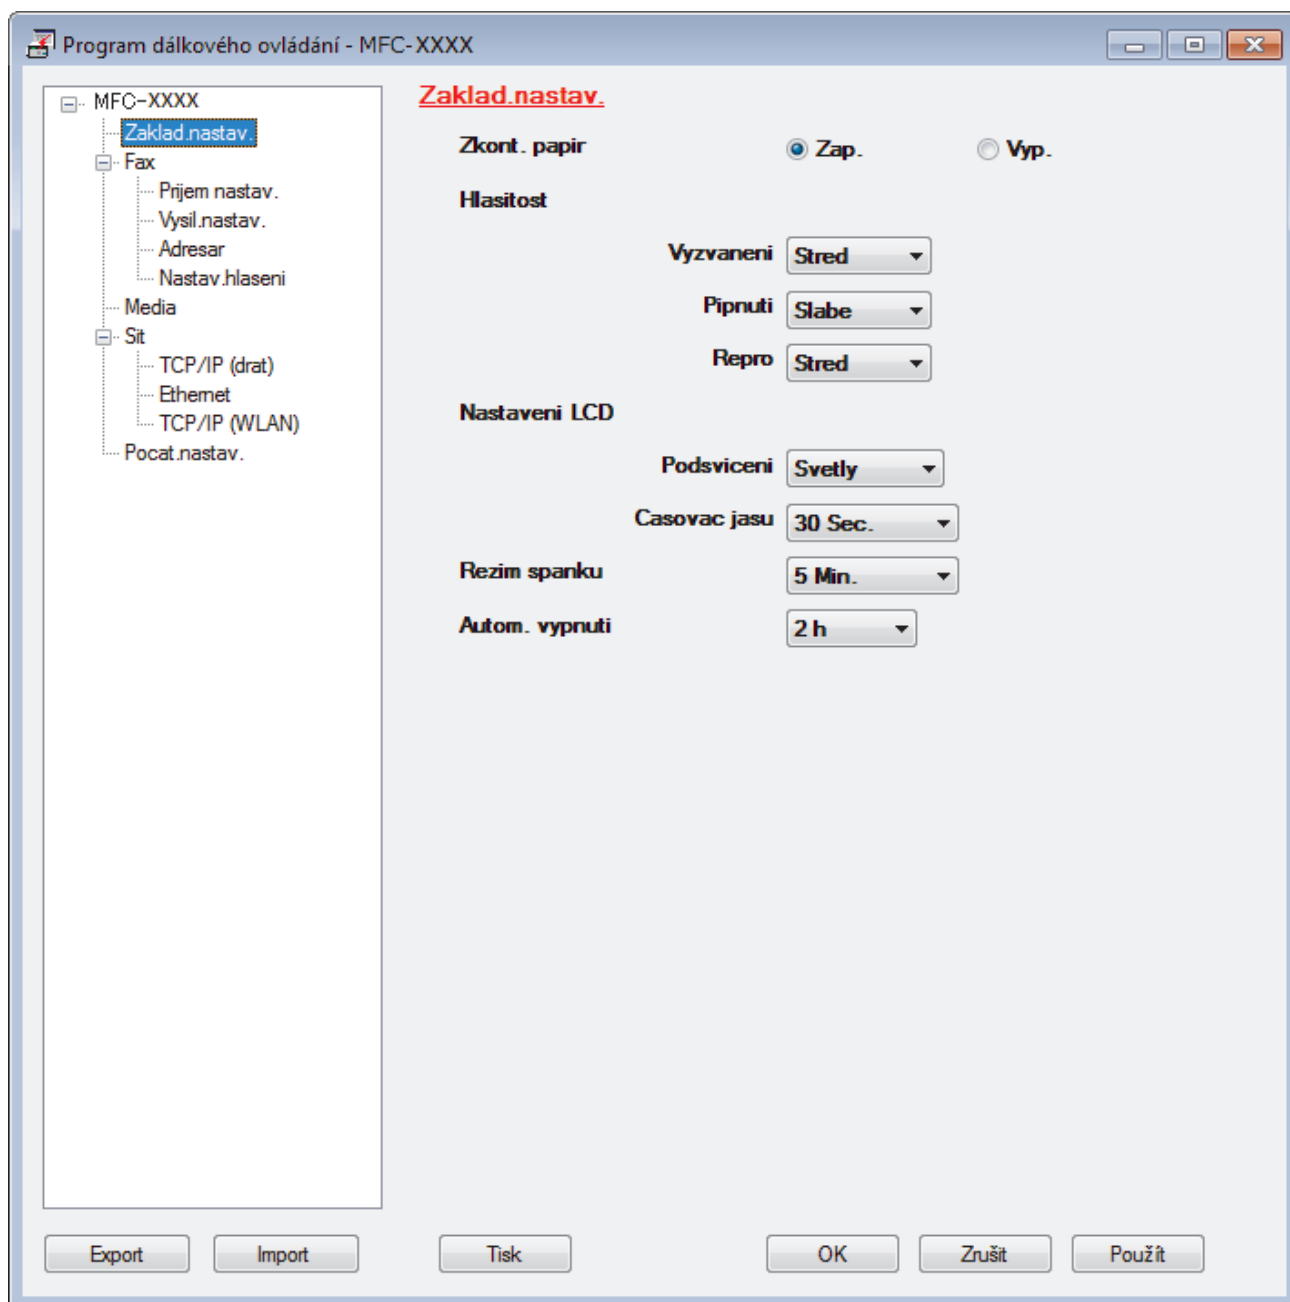 Program dálkového ovládání - MFC-XXXX
MFC-XXXX
Zaklad.nastav.
Fax
Prijem nastav.
Vysil.nastav.
Adresar
Nastav.hlaseni
Media
Sit
TCP/IP (drat)
Ethernet
TCP/IP (WLAN)
Pocat.nastav.
Zaklad.nastav.
Zkont. papir Zap. Vyp.
Hlasitost
Vyzvaneni Stred
Pipnuti Slabe
Repro Stred
Nastaveni LCD
Podsviceni Svetly
Casovac jasu 30 Sec.
Rezim spanku 5 Min.
Autom. vypnuti 2 h
Export Import Tisk OK Zrušit Použít